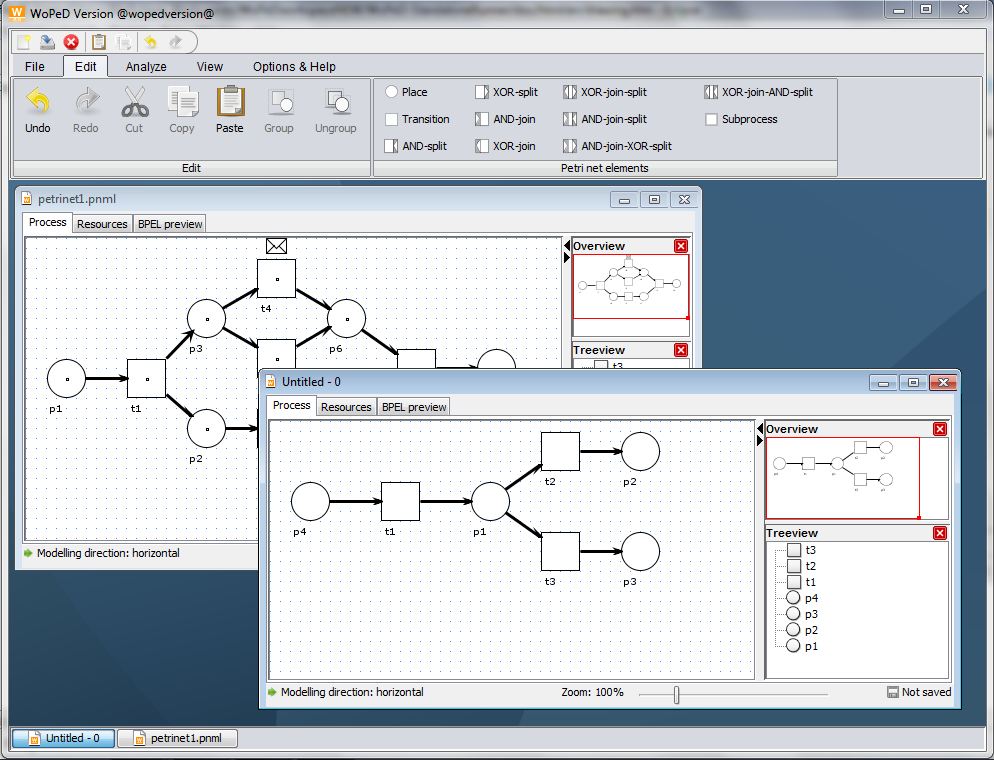 WoPeD Version @wopedversion@
File Edit Analyze View Options & Help
Undo Redo Cut Copy Paste Group Ungroup
Edit
Place XOR-split XOR-join-split XOR-join-AND-split
Transition AND-join AND-join-split Subprocess
AND-split XOR-join AND-join-XOR-split
Petri net elements
petrinet1.pnml
Process Resources BPEL preview
Overview
t4
p3 p6
Treeview
t3
p1 t1
p2
Modelling direction: horizontal
Untitled - 0
Process Resources BPEL preview
Overview
t2 p2
p4 t1 p1
t3 p3
Treeview
t3
t2
t1
p4
p3
p2
p1
Modelling direction: horizontal Zoom: 100% Not saved
Untitled - 0 petrinet1.pnml